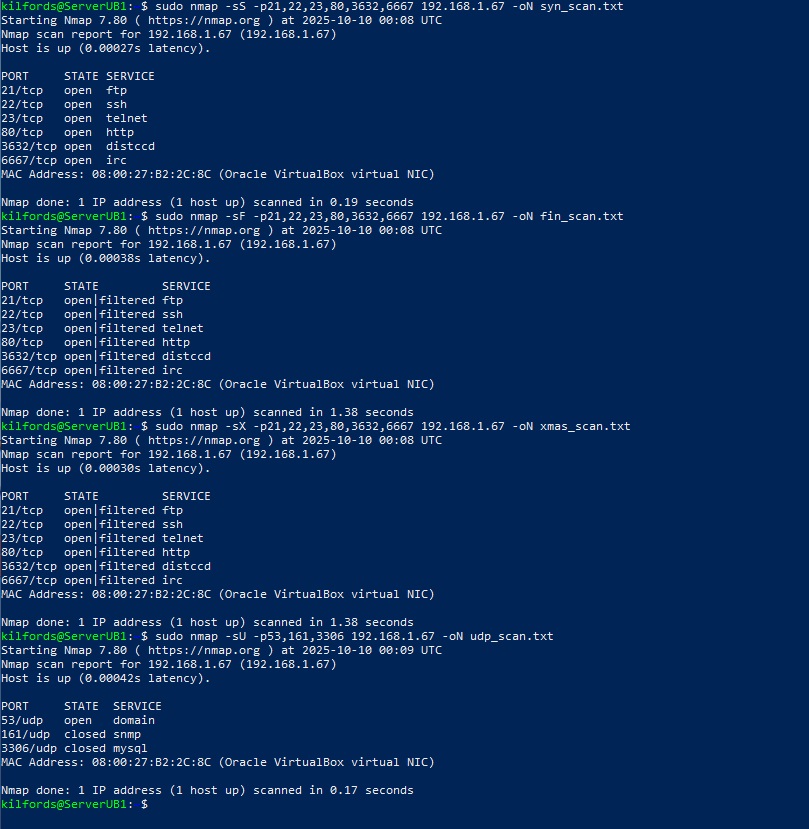 kilfords@ServerUB1: $ sudo nmap -sS -p21,22,23,80,3632,6667 192.168.1.67 -oN syn_scan.txt
Starting Nmap 7.80 ( https://nmap.org ) at 2025-10-10 00:08 UTC
Nmap scan report for 192.168.1.67 (192.168.1.67)
Host is up (0.00027s latency).

PORT     STATE SERVICE
21/tcp   open  ftp
22/tcp   open  ssh
23/tcp   open  telnet
80/tcp   open  http
3632/tcp open  distccd
6667/tcp open  irc
MAC Address: 08:00:27:B2:2C:8C (Oracle VirtualBox virtual NIC)

Nmap done: 1 IP address (1 host up) scanned in 0.19 seconds
kilfords@ServerUB1: $ sudo nmap -sF -p21,22,23,80,3632,6667 192.168.1.67 -oN fin_scan.txt
Starting Nmap 7.80 ( https://nmap.org ) at 2025-10-10 00:08 UTC
Nmap scan report for 192.168.1.67 (192.168.1.67)
Host is up (0.00038s latency).

PORT     STATE         SERVICE
21/tcp   open|filtered ftp
22/tcp   open|filtered ssh
23/tcp   open|filtered telnet
80/tcp   open|filtered http
3632/tcp open|filtered distccd
6667/tcp open|filtered irc
MAC Address: 08:00:27:B2:2C:8C (Oracle VirtualBox virtual NIC)

Nmap done: 1 IP address (1 host up) scanned in 1.38 seconds
kilfords@ServerUB1: $ sudo nmap -sX -p21,22,23,80,3632,6667 192.168.1.67 -oN xmas_scan.txt
Starting Nmap 7.80 ( https://nmap.org ) at 2025-10-10 00:08 UTC
Nmap scan report for 192.168.1.67 (192.168.1.67)
Host is up (0.00030s latency).

PORT     STATE         SERVICE
21/tcp   open|filtered ftp
22/tcp   open|filtered ssh
23/tcp   open|filtered telnet
80/tcp   open|filtered http
3632/tcp open|filtered distccd
6667/tcp open|filtered irc
MAC Address: 08:00:27:B2:2C:8C (Oracle VirtualBox virtual NIC)

Nmap done: 1 IP address (1 host up) scanned in 1.38 seconds
kilfords@ServerUB1: $ sudo nmap -sU -p53,161,3306 192.168.1.67 -oN udp_scan.txt
Starting Nmap 7.80 ( https://nmap.org ) at 2025-10-10 00:09 UTC
Nmap scan report for 192.168.1.67 (192.168.1.67)
Host is up (0.00042s latency).

PORT     STATE  SERVICE
53/udp   open   domain
161/udp  closed snmp
3306/udp closed mysql
MAC Address: 08:00:27:B2:2C:8C (Oracle VirtualBox virtual NIC)

Nmap done: 1 IP address (1 host up) scanned in 0.17 seconds
kilfords@ServerUB1: $